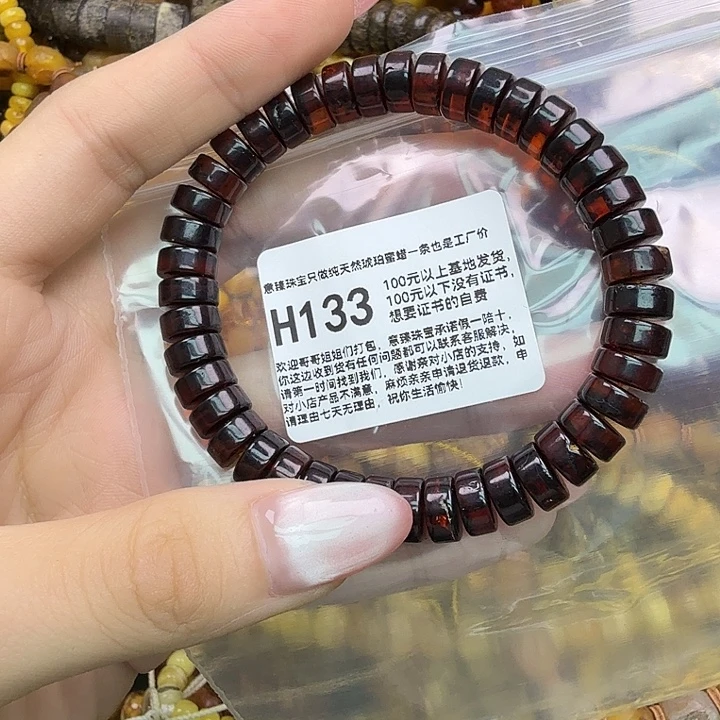 意臻珠宝只做纯天然琥珀蜜蜡一条也是工厂价
H133
100元以上基地发货，
100元以下没有证书，
想要证书的自费
欢迎哥哥姐姐们打包，意臻珠宝承诺假一陪十，
你这边收到货有任何问题都可以联系客服解决，
请第一时间找到我们，感谢亲对小店的支持，如
对小店产品不满意，麻烦亲亲申请退货退款，申
请理由七天无理由，祝你生活愉快！